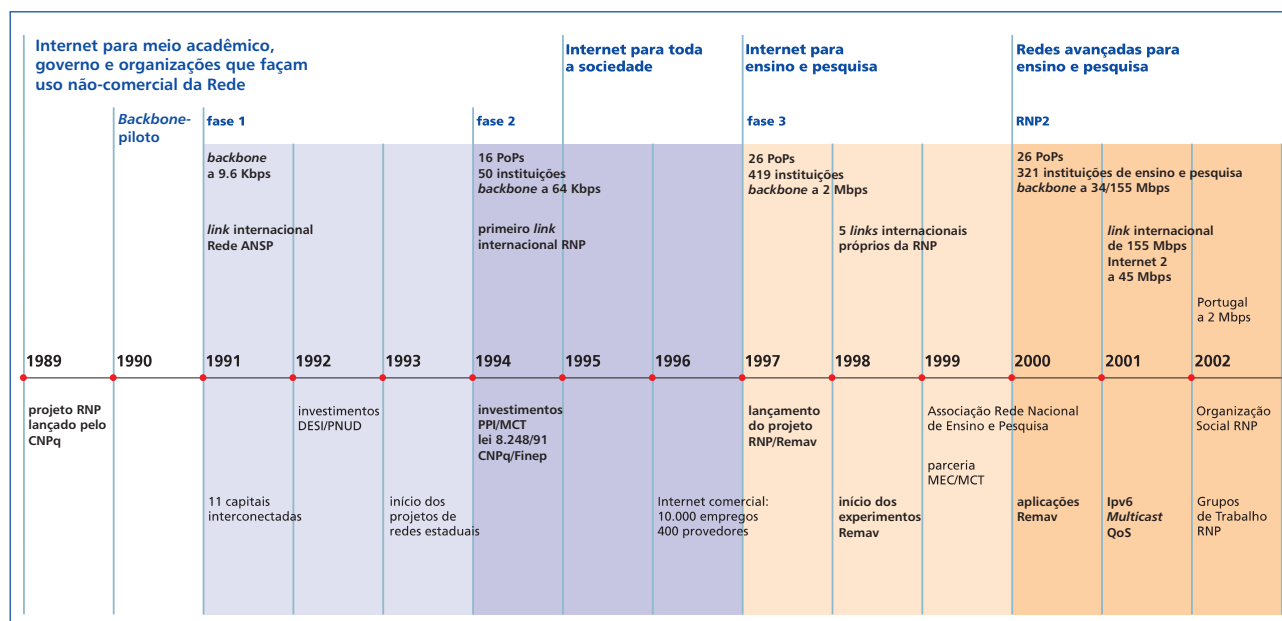 Internet para meio acadêmico,
governo e organizações que façam
uso não-comercial da Rede
Internet para toda
a sociedade
Internet para
ensino e pesquisa
Redes avançadas para
ensino e pesquisa
Backbone-
piloto
fase 1
fase 2
fase 3
RNP2
backbone
a 9.6 Kbps
16 PoPs
50 instituições
backbone a 64 Kbps
26 PoPs
419 instituições
backbone a 2 Mbps
26 PoPs
321 instituições de ensino e pesquisa
backbone a 34/155 Mbps
link internacional
Rede ANSP
primeiro link
internacional RNP
5 links internacionais
próprios da RNP
link internacional
de 155 Mbps
Internet 2
a 45 Mbps
Portugal
a 2 Mbps
1989
1990
1991
1992
1993
1994
1995
1996
1997
1998
1999
2000
2001
2002
projeto RNP
lançado pelo
CNPq
investimentos
DESI/PNUD
investimentos
PPI/MCT
lei 8.248/91
CNPq/Finep
lançamento
do projeto
RNP/Remav
Associação Rede Nacional
de Ensino e Pesquisa
Organização
Social RNP
parceria
MEC/MCT
11 capitais
interconectadas
início dos
projetos de
redes estaduais
Internet comercial:
10.000 empregos
400 provedores
início dos
experimentos
Remav
aplicações
Remav
Ipv6
Multicast
QoS
Grupos
de Trabalho
RNP